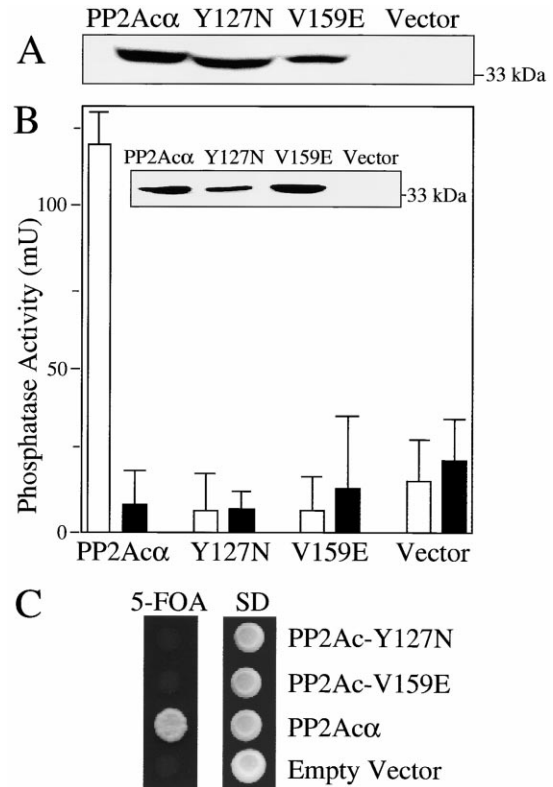 PP2Acα Y127N V159E Vector
A
-33 kDa
B
PP2Acα Y127N V159E Vector
-33 kDa
Phosphatase Activity (mU)
100
50
0
PP2Acα Y127N V159E Vector
C
5-FOA SD
PP2Ac-Y127N
PP2Ac-V159E
PP2Acα
Empty Vector